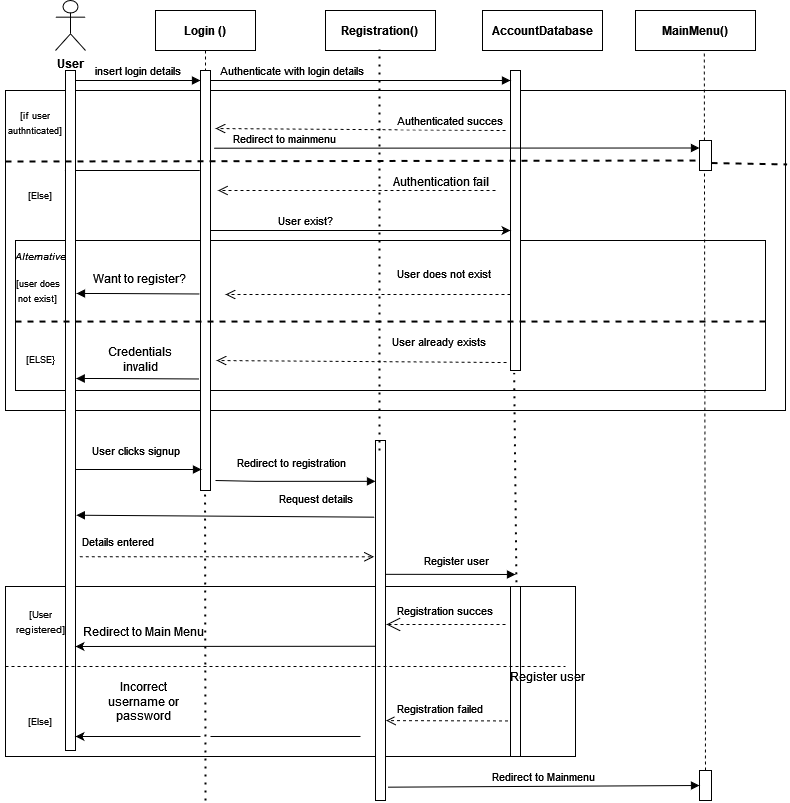 User
Login ()
Registration()
AccountDatabase
MainMenu()
insert login details
Authenticate with login details
[if user
authnticated]
Authenticated succes
Redirect to mainmenu
[Else]
Authentication fail
User exist?
Alternative
[user does
not exist]
Want to register?
User does not exist
[ELSE}
Credentials
invalid
User already exists
User clicks signup
Redirect to registration
Request details
Details entered
Register user
[User
registered]
Registration succes
Redirect to Main Menu
Register user
[Else]
Incorrect
username or
password
Registration failed
Redirect to Mainmenu